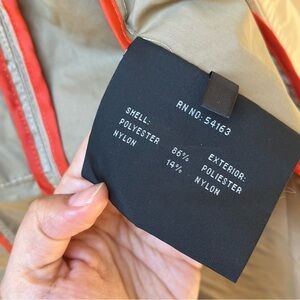 RN NO: 54163
SHELL:
POLYESTER 86%
NYLON 14%
EXTERIOR:
POLIESTER
NYLON